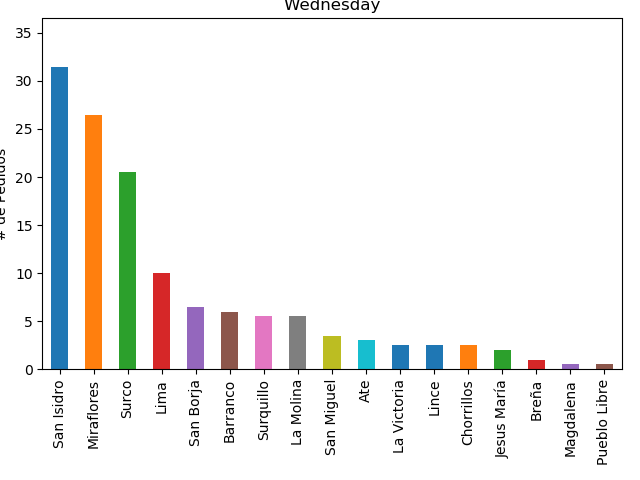 Wednesday
35
30
25
20
15
10
5
0
# de Pedidos
San Isidro
Miraflores
Surco
Lima
San Borja
Barranco
Surquillo
La Molina
San Miguel
Ate
La Victoria
Lince
Chorrillos
Jesus María
Breña
Magdalena
Pueblo Libre